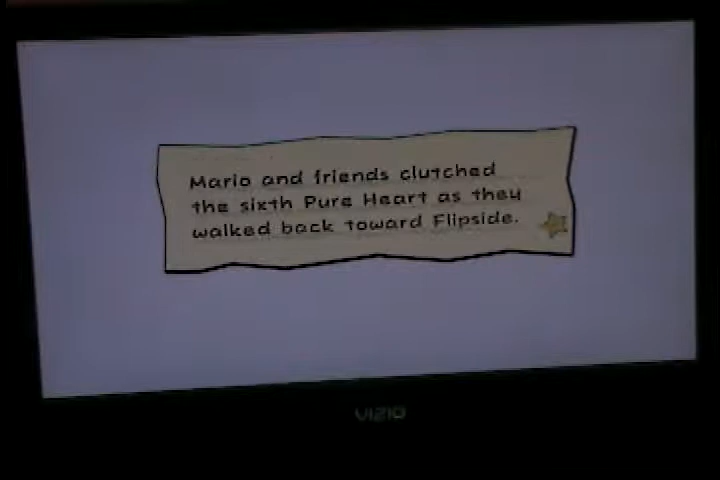 Mario and friends clutched
the sixth Pure Heart as they
walked back toward Flipside.
VIZIO